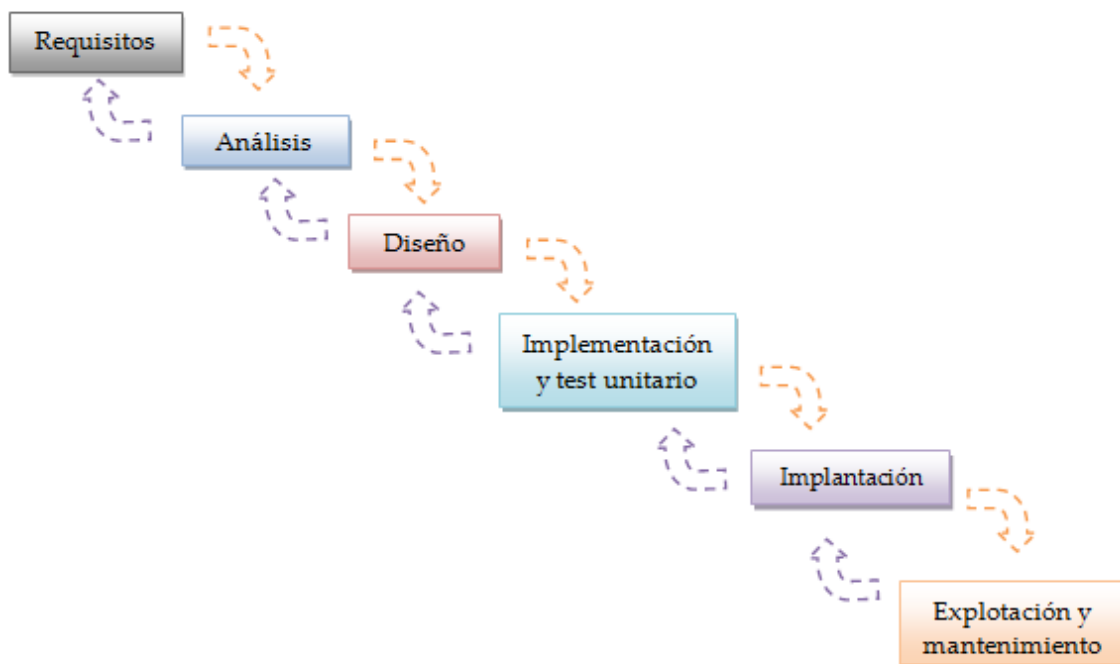 Requisitos
Análisis
Diseño
Implementación
y test unitario
Implantación
Explotación y
mantenimiento